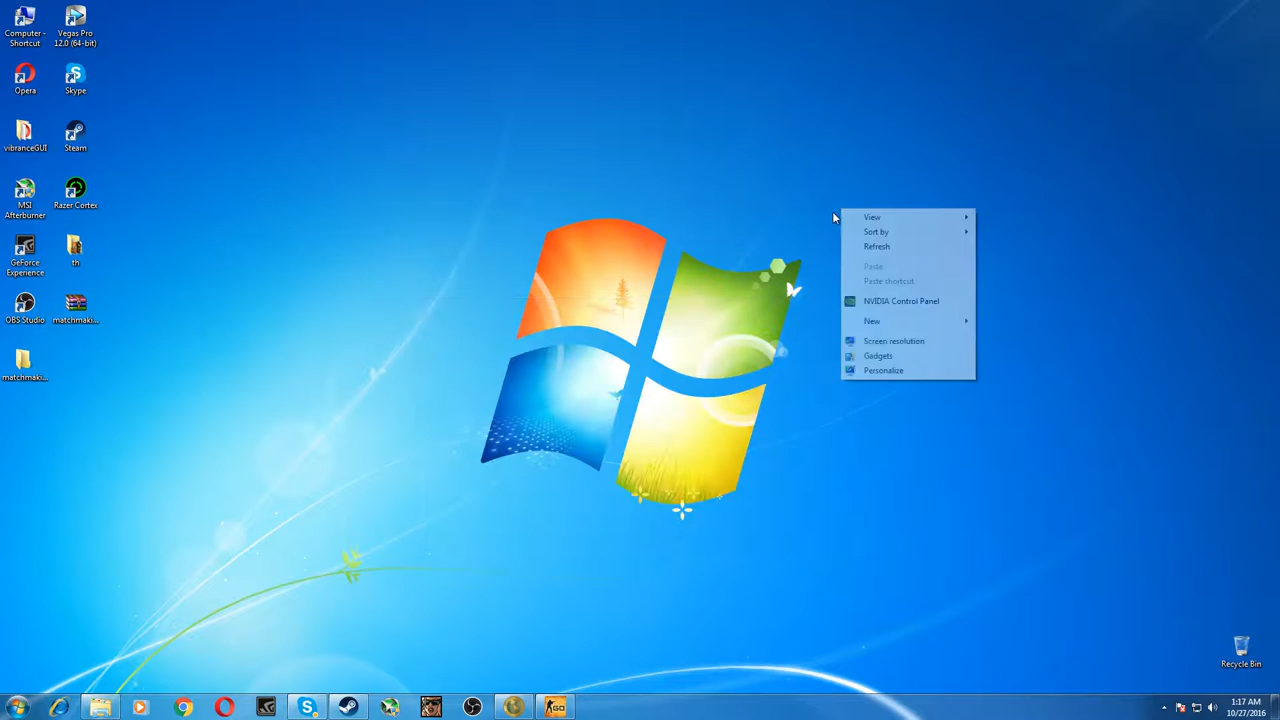 Computer -
Shortcut
Vegas Pro
12.0 (64-bit)
Opera
Skype
vibranceGUI
Steam
MSI
Afterburner
Razer Cortex
GeForce
Experience
th
OBS Studio
matchmaki...
matchmaki...
View
Sort by
Refresh
Paste
Paste shortcut
NVIDIA Control Panel
New
Screen resolution
Gadgets
Personalize
Recycle Bin
GO
1:17 AM
10/27/2016